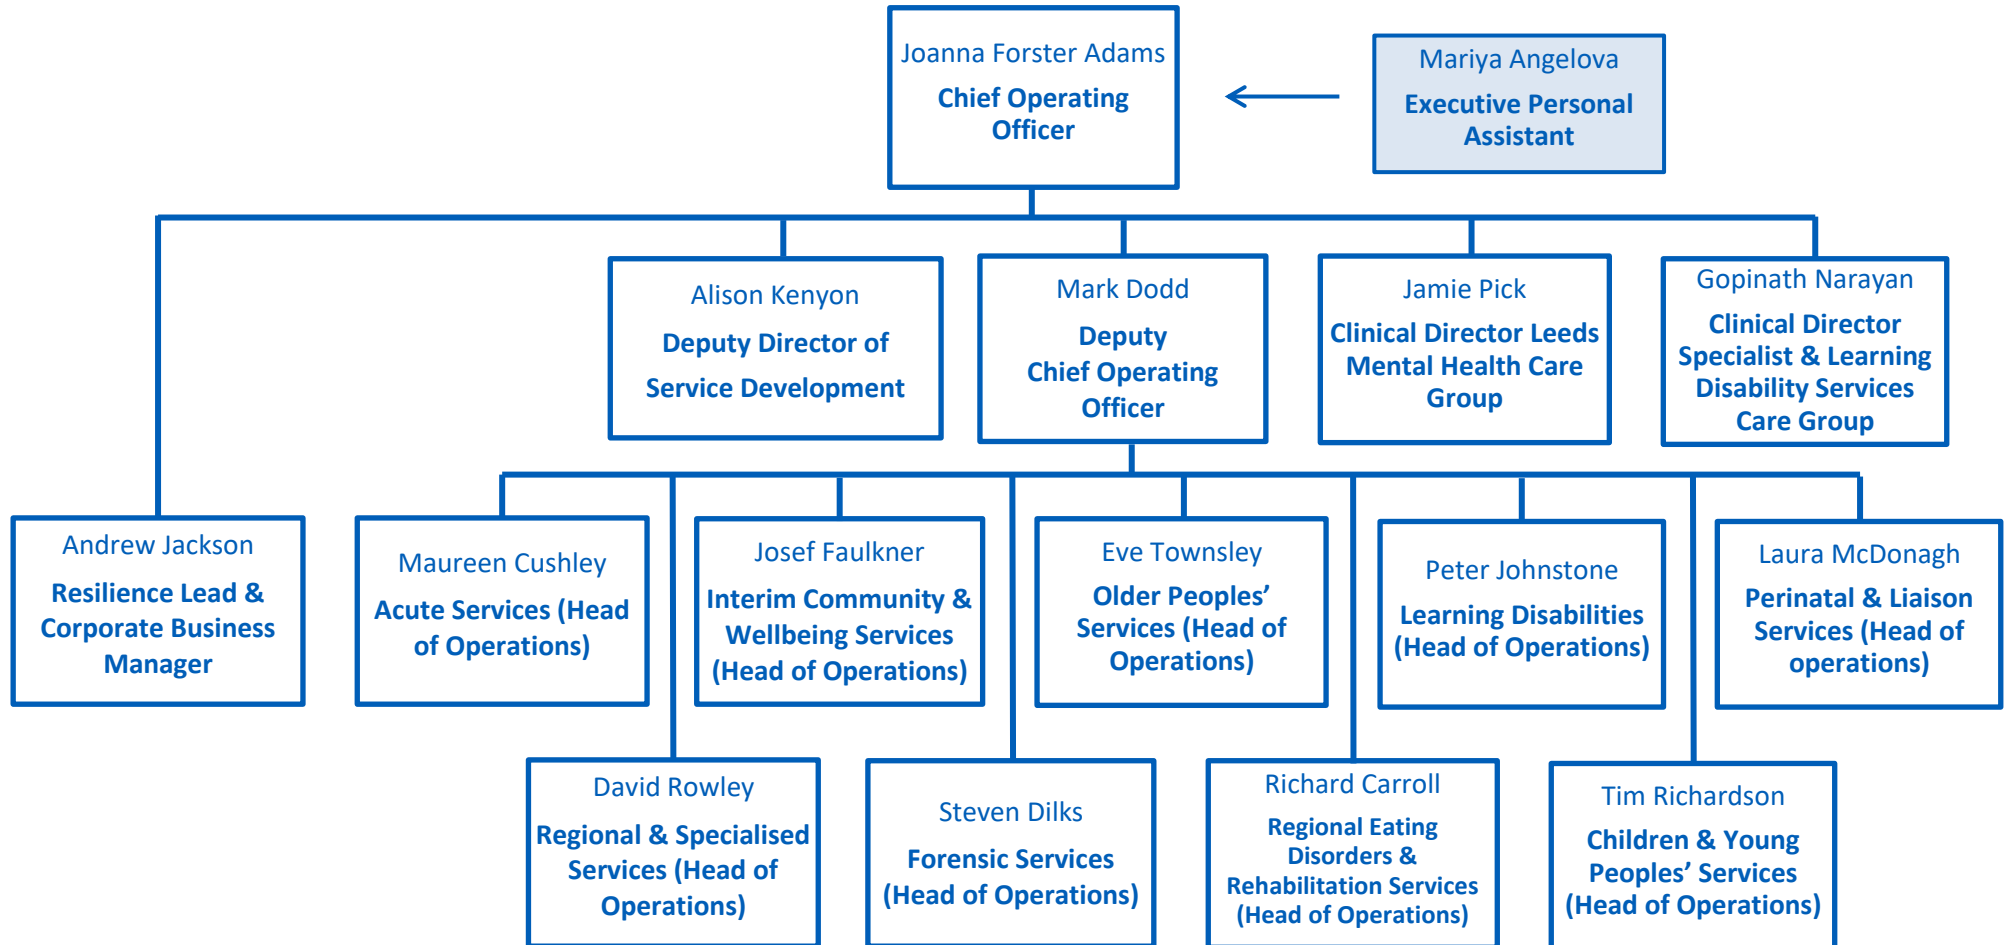 Joanna Forster Adams
Chief Operating
Officer
Mariya Angelova
Executive Personal
Assistant
Alison Kenyon
Deputy Director of
Service Development
Mark Dodd
Deputy
Chief Operating
Officer
Jamie Pick
Clinical Director Leeds
Mental Health Care
Group
Gopinath Narayan
Clinical Director
Specialist & Learning
Disability Services
Care Group
Andrew Jackson
Resilience Lead &
Corporate Business
Manager
Maureen Cushley
Acute Services (Head
of Operations)
Josef Faulkner
Interim Community &
Wellbeing Services
(Head of Operations)
Eve Townsley
Older Peoples’
Services (Head of
Operations)
Peter Johnstone
Learning Disabilities
(Head of Operations)
Laura McDonagh
Perinatal & Liaison
Services (Head of
operations)
David Rowley
Regional & Specialised
Services (Head of
Operations)
Steven Dilks
Forensic Services
(Head of Operations)
Richard Carroll
Regional Eating
Disorders &
Rehabilitation Services
(Head of Operations)
Tim Richardson
Children & Young
Peoples’ Services
(Head of Operations)